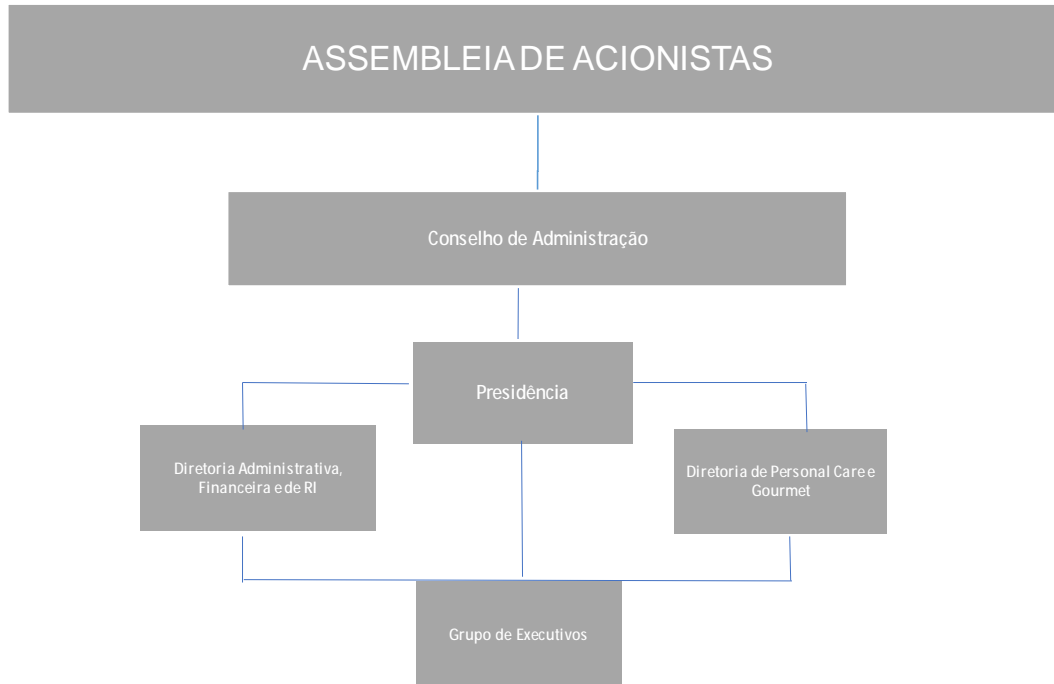 ASSEMBLEIA DE ACIONISTAS
Conselho de Administração
Presidência
Diretoria Administrativa,
Financeira e de RI
Diretoria de Personal Care e
Gourmet
Grupo de Executivos